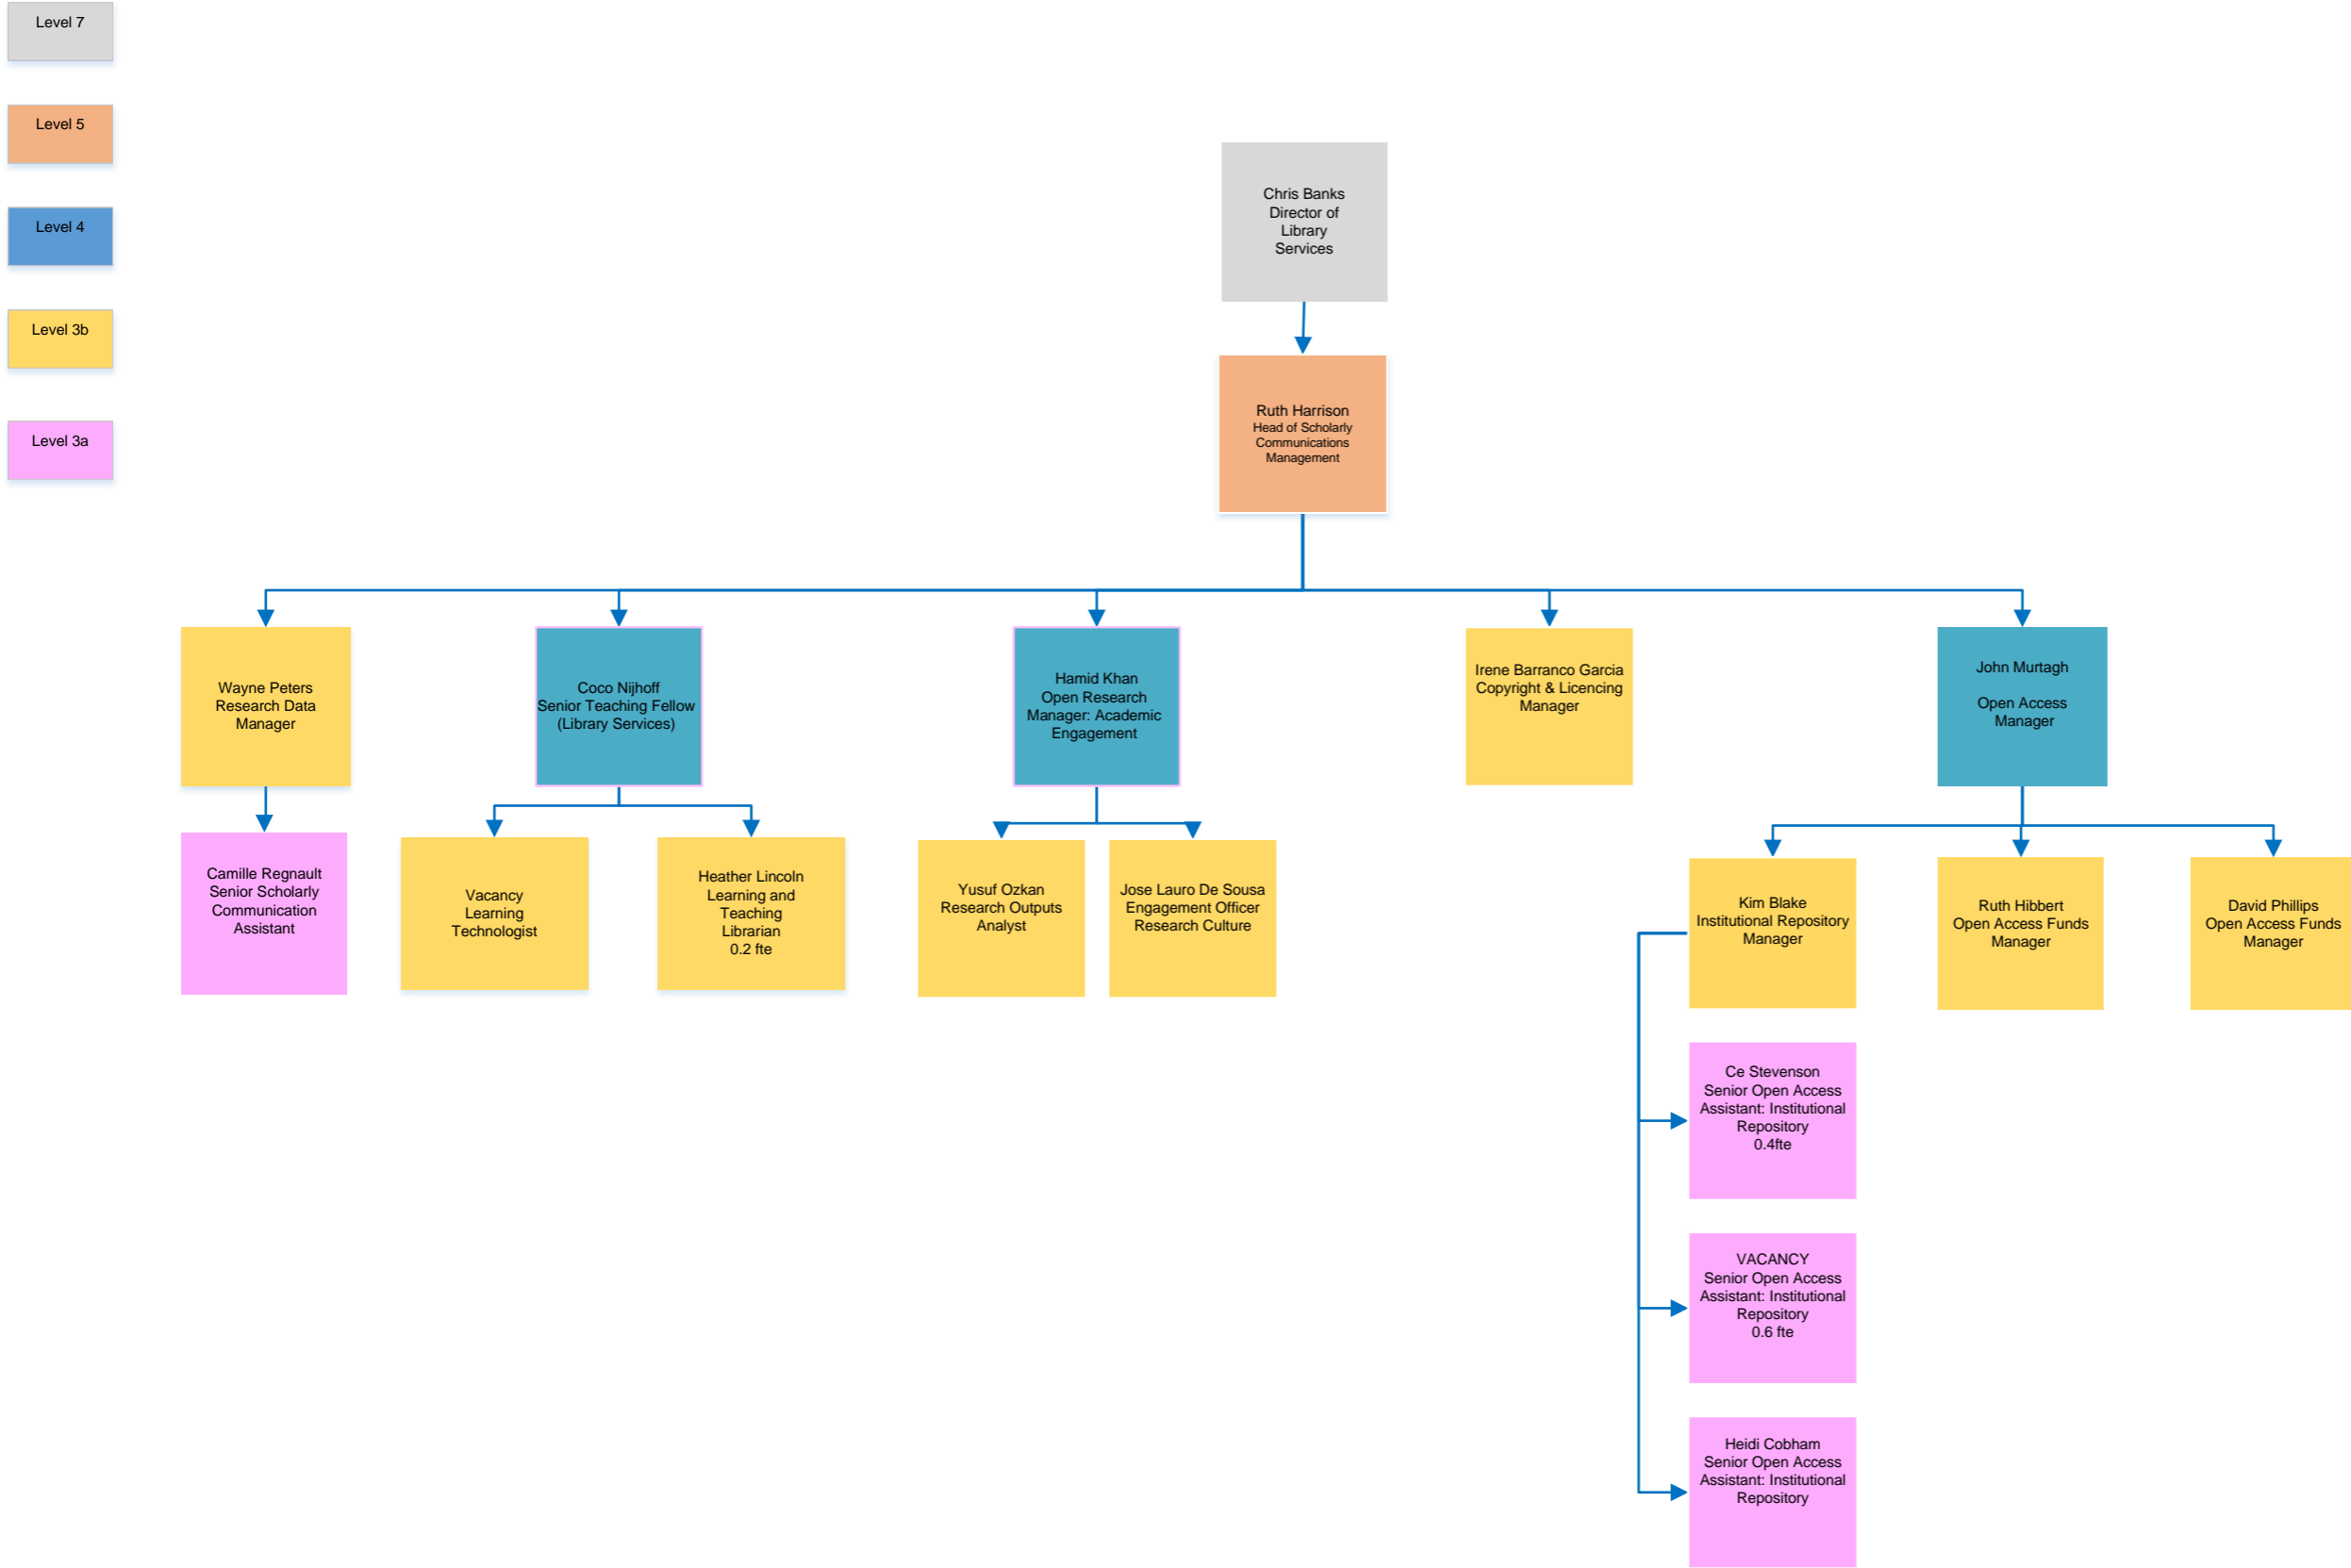 Level 7
Level 5
Level 4
Level 3b
Level 3a
Chris Banks
Director of
Library
Services
Ruth Harrison
Head of Scholarly
Communications
Management
Wayne Peters
Research Data
Manager
Coco Nijhoff
Senior Teaching Fellow
(Library Services)
Hamid Khan
Open Research
Manager: Academic
Engagement
Irene Barranco Garcia
Copyright & Licencing
Manager
John Murtagh
Open Access
Manager
Camille Regnault
Senior Scholarly
Communication
Assistant
Vacancy
Learning
Technologist
Heather Lincoln
Learning and
Teaching
Librarian
0.2 fte
Yusuf Ozkan
Research Outputs
Analyst
Jose Lauro De Sousa
Engagement Officer
Research Culture
Kim Blake
Institutional Repository
Manager
Ruth Hibbert
Open Access Funds
Manager
David Phillips
Open Access Funds
Manager
Ce Stevenson
Senior Open Access
Assistant: Institutional
Repository
0.4fte
VACANCY
Senior Open Access
Assistant: Institutional
Repository
0.6 fte
Heidi Cobham
Senior Open Access
Assistant: Institutional
Repository